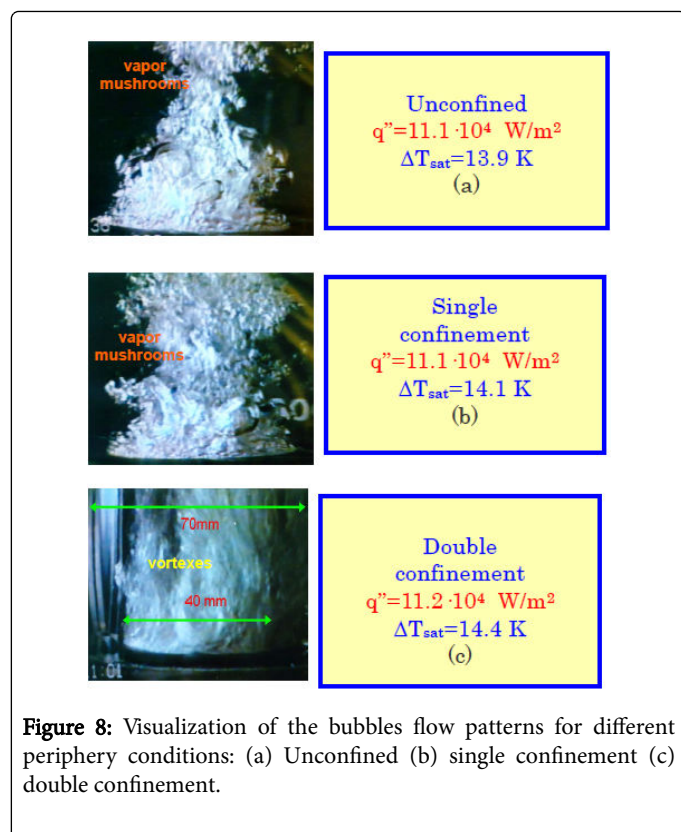 vapor
mushrooms
38
Unconfined
q"=11.1·10⁴ W/m²
ΔTsat=13.9 K
(a)
vapor
mushrooms
Single
confinement
q"=11.1·10⁴ W/m²
ΔTsat=14.1 K
(b)
70mm
vortexes
40 mm
1:01
Double
confinement
q"=11.2·10⁴ W/m²
ΔTsat=14.4 K
(c)
Figure 8: Visualization of the bubbles flow patterns for different
periphery conditions: (a) Unconfined (b) single confinement (c)
double confinement.